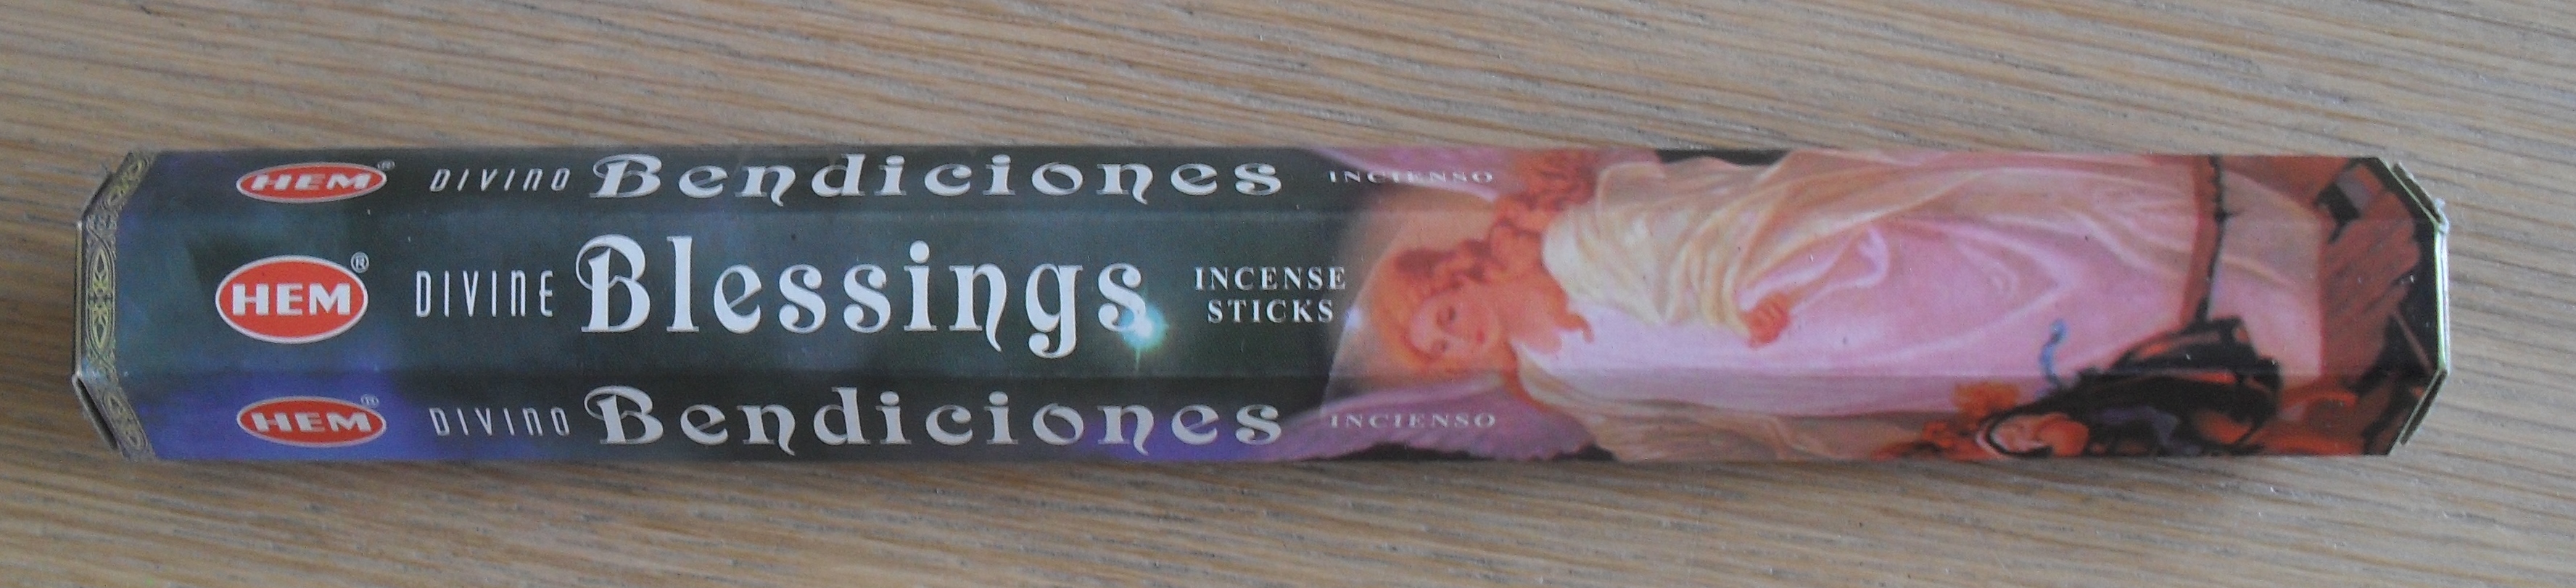 HEM® DIVINO Bendiciones INCIENSO
HEM® DIVINE Blessings INCENSE STICKS
HEM® DIVINO Bendiciones INCIENSO